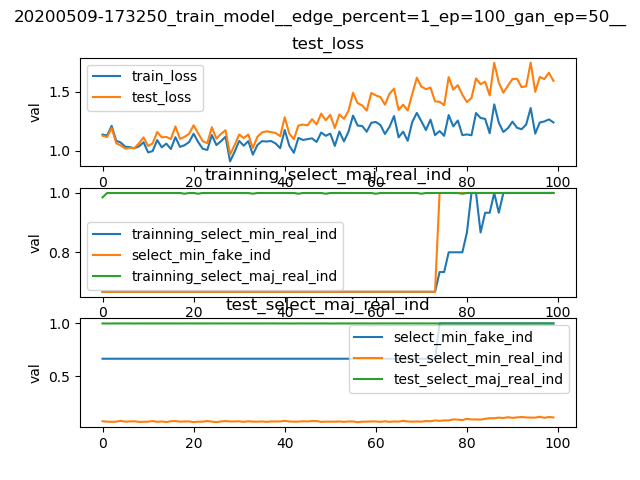 20200509-173250_train_model__edge_percent=1_ep=100_gan_ep=50__
test_loss
train_loss
test_loss
1.5
1.0
val
0 20 40 60 80 100
trainning_select_maj_real_ind
1.0
0.8
val
trainning_select_min_real_ind
select_min_fake_ind
trainning_select_maj_real_ind
0 20 40 60 80 100
test_select_maj_real_ind
1.0
0.5
val
select_min_fake_ind
test_select_min_real_ind
test_select_maj_real_ind
0 20 40 60 80 100